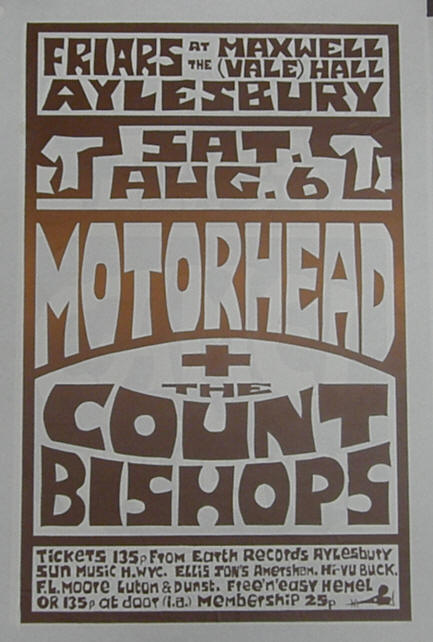 FRIARS AT THE MAXWELL (VALE) HALL
AYLESBURY
SAT.
AUG. 6
MOTORHEAD
+
THE
COUNT
BISHOPS
TICKETS 135p From Earth Records AYLESBURY
SUN MUSIC H.WYC. ELLIS TON'S Amersham. Hi-VU BUCK.
F.L. MOORE LUTON & DUNST. Free'n'easy HEMEL
OR 135p at door (i.a.) Membership 25p